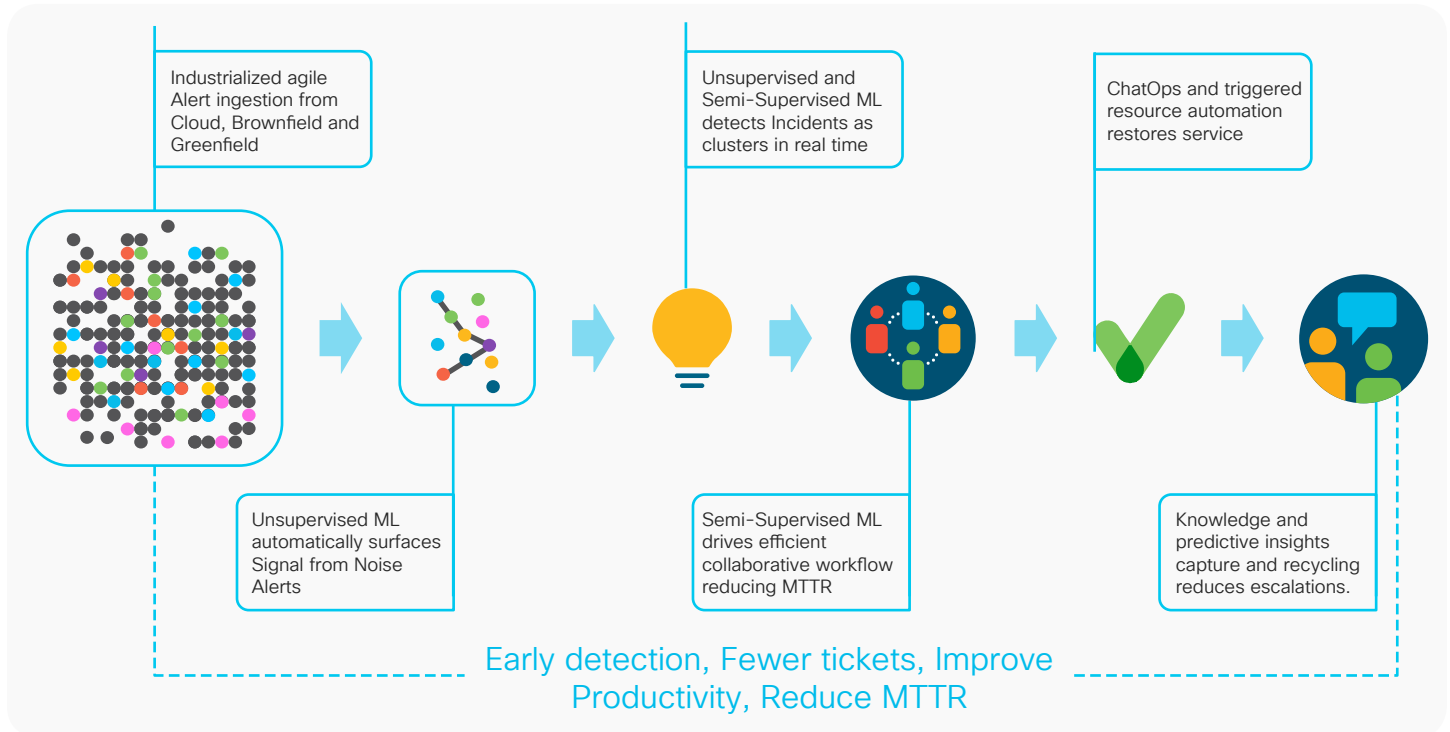 Industrialized agile
Alert ingestion from
Cloud, Brownfield and
Greenfield
Unsupervised and
Semi-Supervised ML
detects Incidents as
clusters in real time
ChatOps and triggered
resource automation
restores service
Unsupervised ML
automatically surfaces
Signal from Noise
Alerts
Semi-Supervised ML
drives efficient
collaborative workflow
reducing MTTR
Knowledge and
predictive insights
capture and recycling
reduces escalations.
Early detection, Fewer tickets, Improve
Productivity, Reduce MTTR